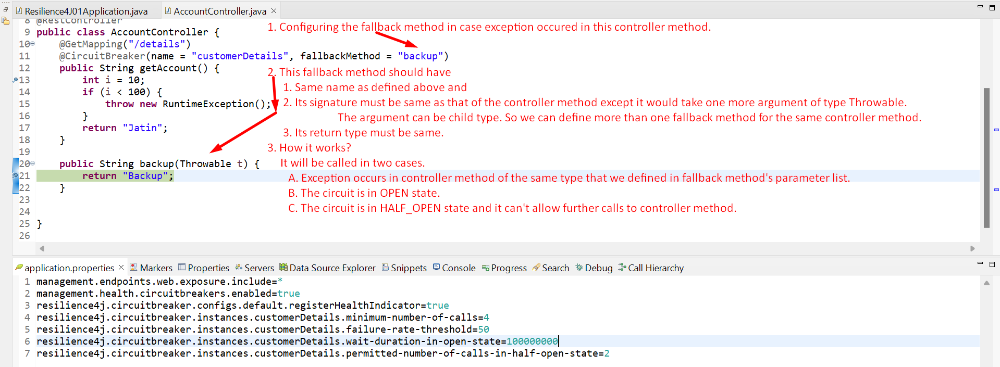 Resilience4J01Application.java
AccountController.java
8 @RestController
1. Configuring the fallback method in case exception occured in this controller method.
9 public class AccountController {
10 @GetMapping("/details")
11 @CircuitBreaker(name = "customerDetails", fallbackMethod = "backup")
12 public String getAccount() {
2. This fallback method should have
13 int i = 10;
1. Same name as defined above and
14 if (i < 100) {
15 throw new RuntimeException();
2. Its signature must be same as that of the controller method except it would take one more argument of type Throwable.
16 }
The argument can be child type. So we can define more than one fallback method for the same controller method.
17 return "Jatin";
3. Its return type must be same.
18 }
19
3. How it works?
20 public String backup(Throwable t) {
It will be called in two cases.
21 return "Backup";
A. Exception occurs in controller method of the same type that we defined in fallback method's parameter list.
22 }
B. The circuit is in OPEN state.
23
24
C. The circuit is in HALF_OPEN state and it can't allow further calls to controller method.
25 }
26
application.properties Markers Properties Servers Data Source Explorer Snippets Console Progress Search Debug Call Hierarchy
1 management.endpoints.web.exposure.include=*
2 management.health.circuitbreakers.enabled=true
3 resilience4j.circuitbreaker.configs.default.registerHealthIndicator=true
4 resilience4j.circuitbreaker.instances.customerDetails.minimum-number-of-calls=4
5 resilience4j.circuitbreaker.instances.customerDetails.failure-rate-threshold=50
6 resilience4j.circuitbreaker.instances.customerDetails.wait-duration-in-open-state=100000000
7 resilience4j.circuitbreaker.instances.customerDetails.permitted-number-of-calls-in-half-open-state=2